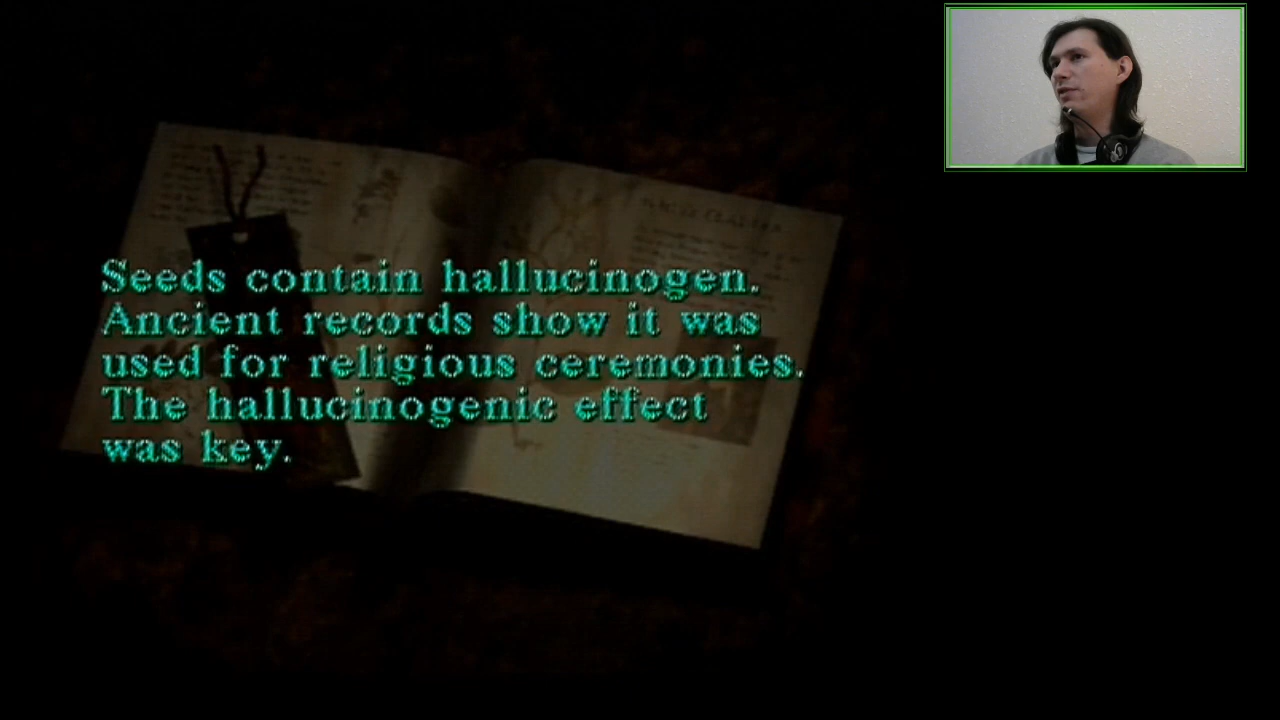 Seeds contain hallucinogen.
Ancient records show it was
used for religious ceremonies.
The hallucinogenic effect
was key.